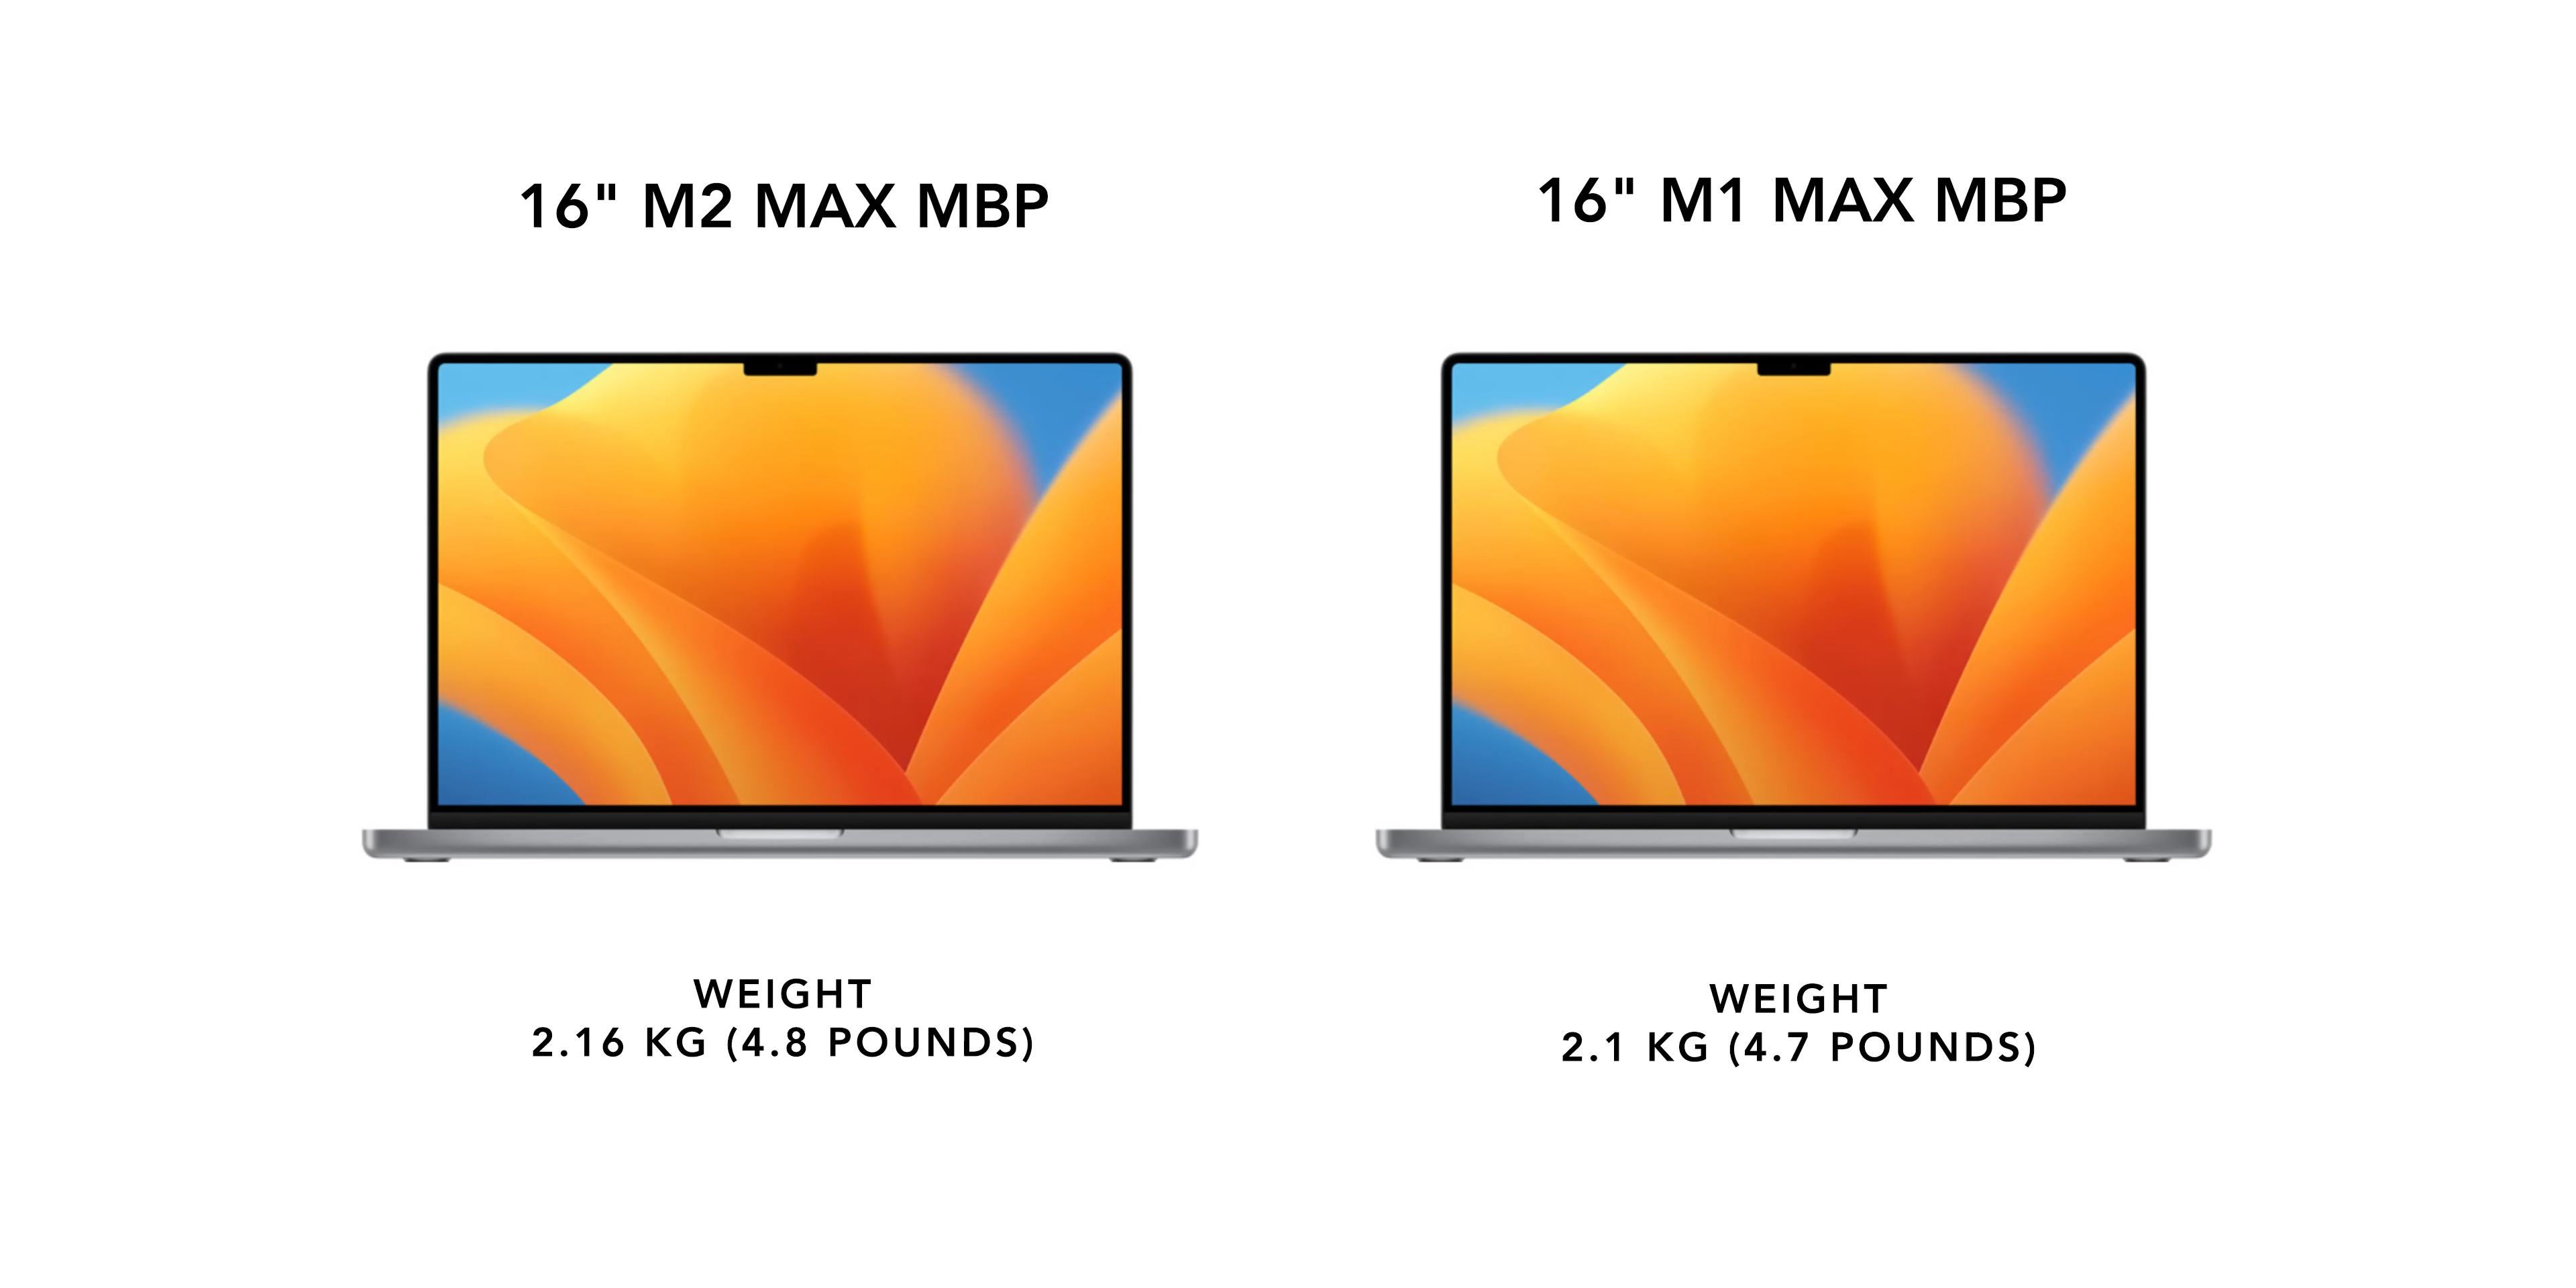 16" M2 MAX MBP
WEIGHT
2.16 KG (4.8 POUNDS)
16" M1 MAX MBP
WEIGHT
2.1 KG (4.7 POUNDS)